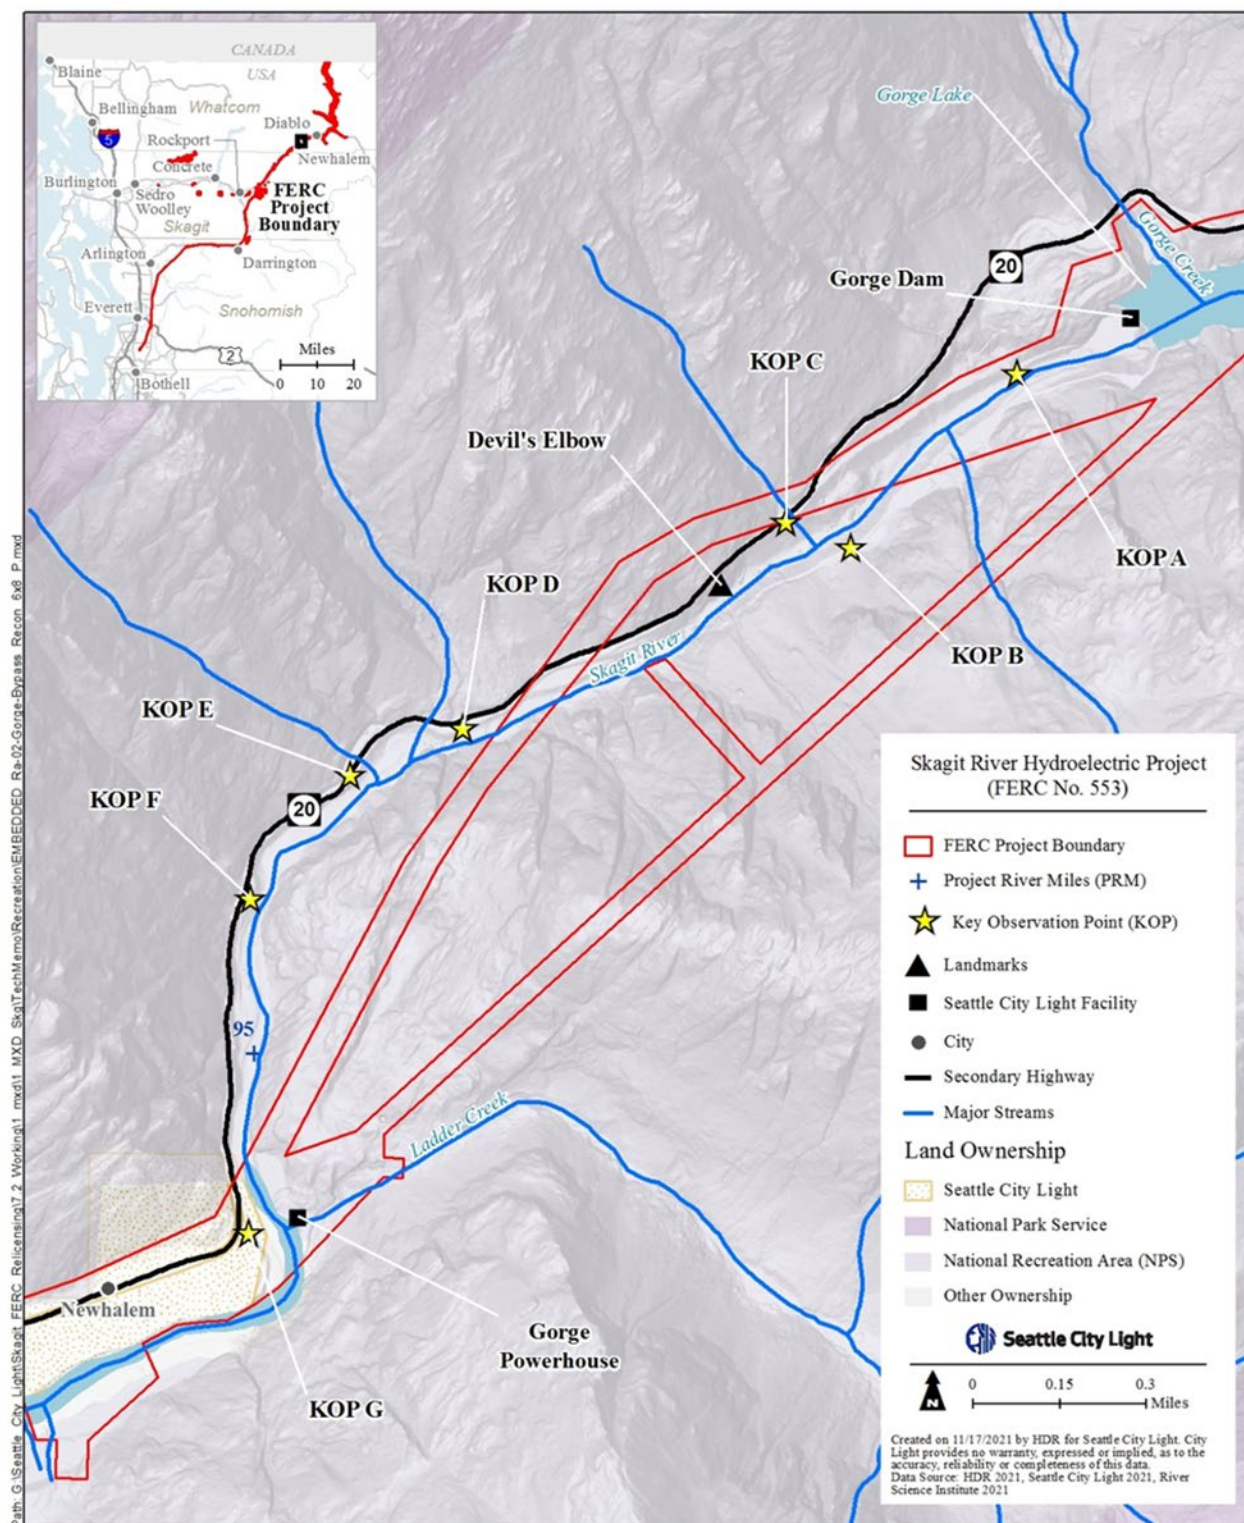 CANADA
USA
Blaine
Bellingham
Whatcom
Diablo
5
Rockport
Newhalem
Concrete
Burlington
Sedro
Woolley
FERC
Project
Boundary
Skagit
Arlington
Darrington
Everett
Snohomish
2
Miles
0 10 20
Bothell
Gorge Lake
Gorge Creek
20
Gorge Dam
KOP C
Devil's Elbow
KOP A
KOP D
KOP B
Skagit River
KOP E
KOP F
20
95
Ladder Creek
Newhalem
Gorge
Powerhouse
KOP G
Skagit River Hydroelectric Project
(FERC No. 553)
FERC Project Boundary
Project River Miles (PRM)
Key Observation Point (KOP)
Landmarks
Seattle City Light Facility
City
Secondary Highway
Major Streams
Land Ownership
Seattle City Light
National Park Service
National Recreation Area (NPS)
Other Ownership
Seattle City Light
N
0 0.15 0.3
Miles
Created on 11/17/2021 by HDR for Seattle City Light. City
Light provides no warranty, expressed or implied, as to the
accuracy, reliability or completeness of this data.
Data Source: HDR 2021, Seattle City Light 2021, River
Science Institute 2021